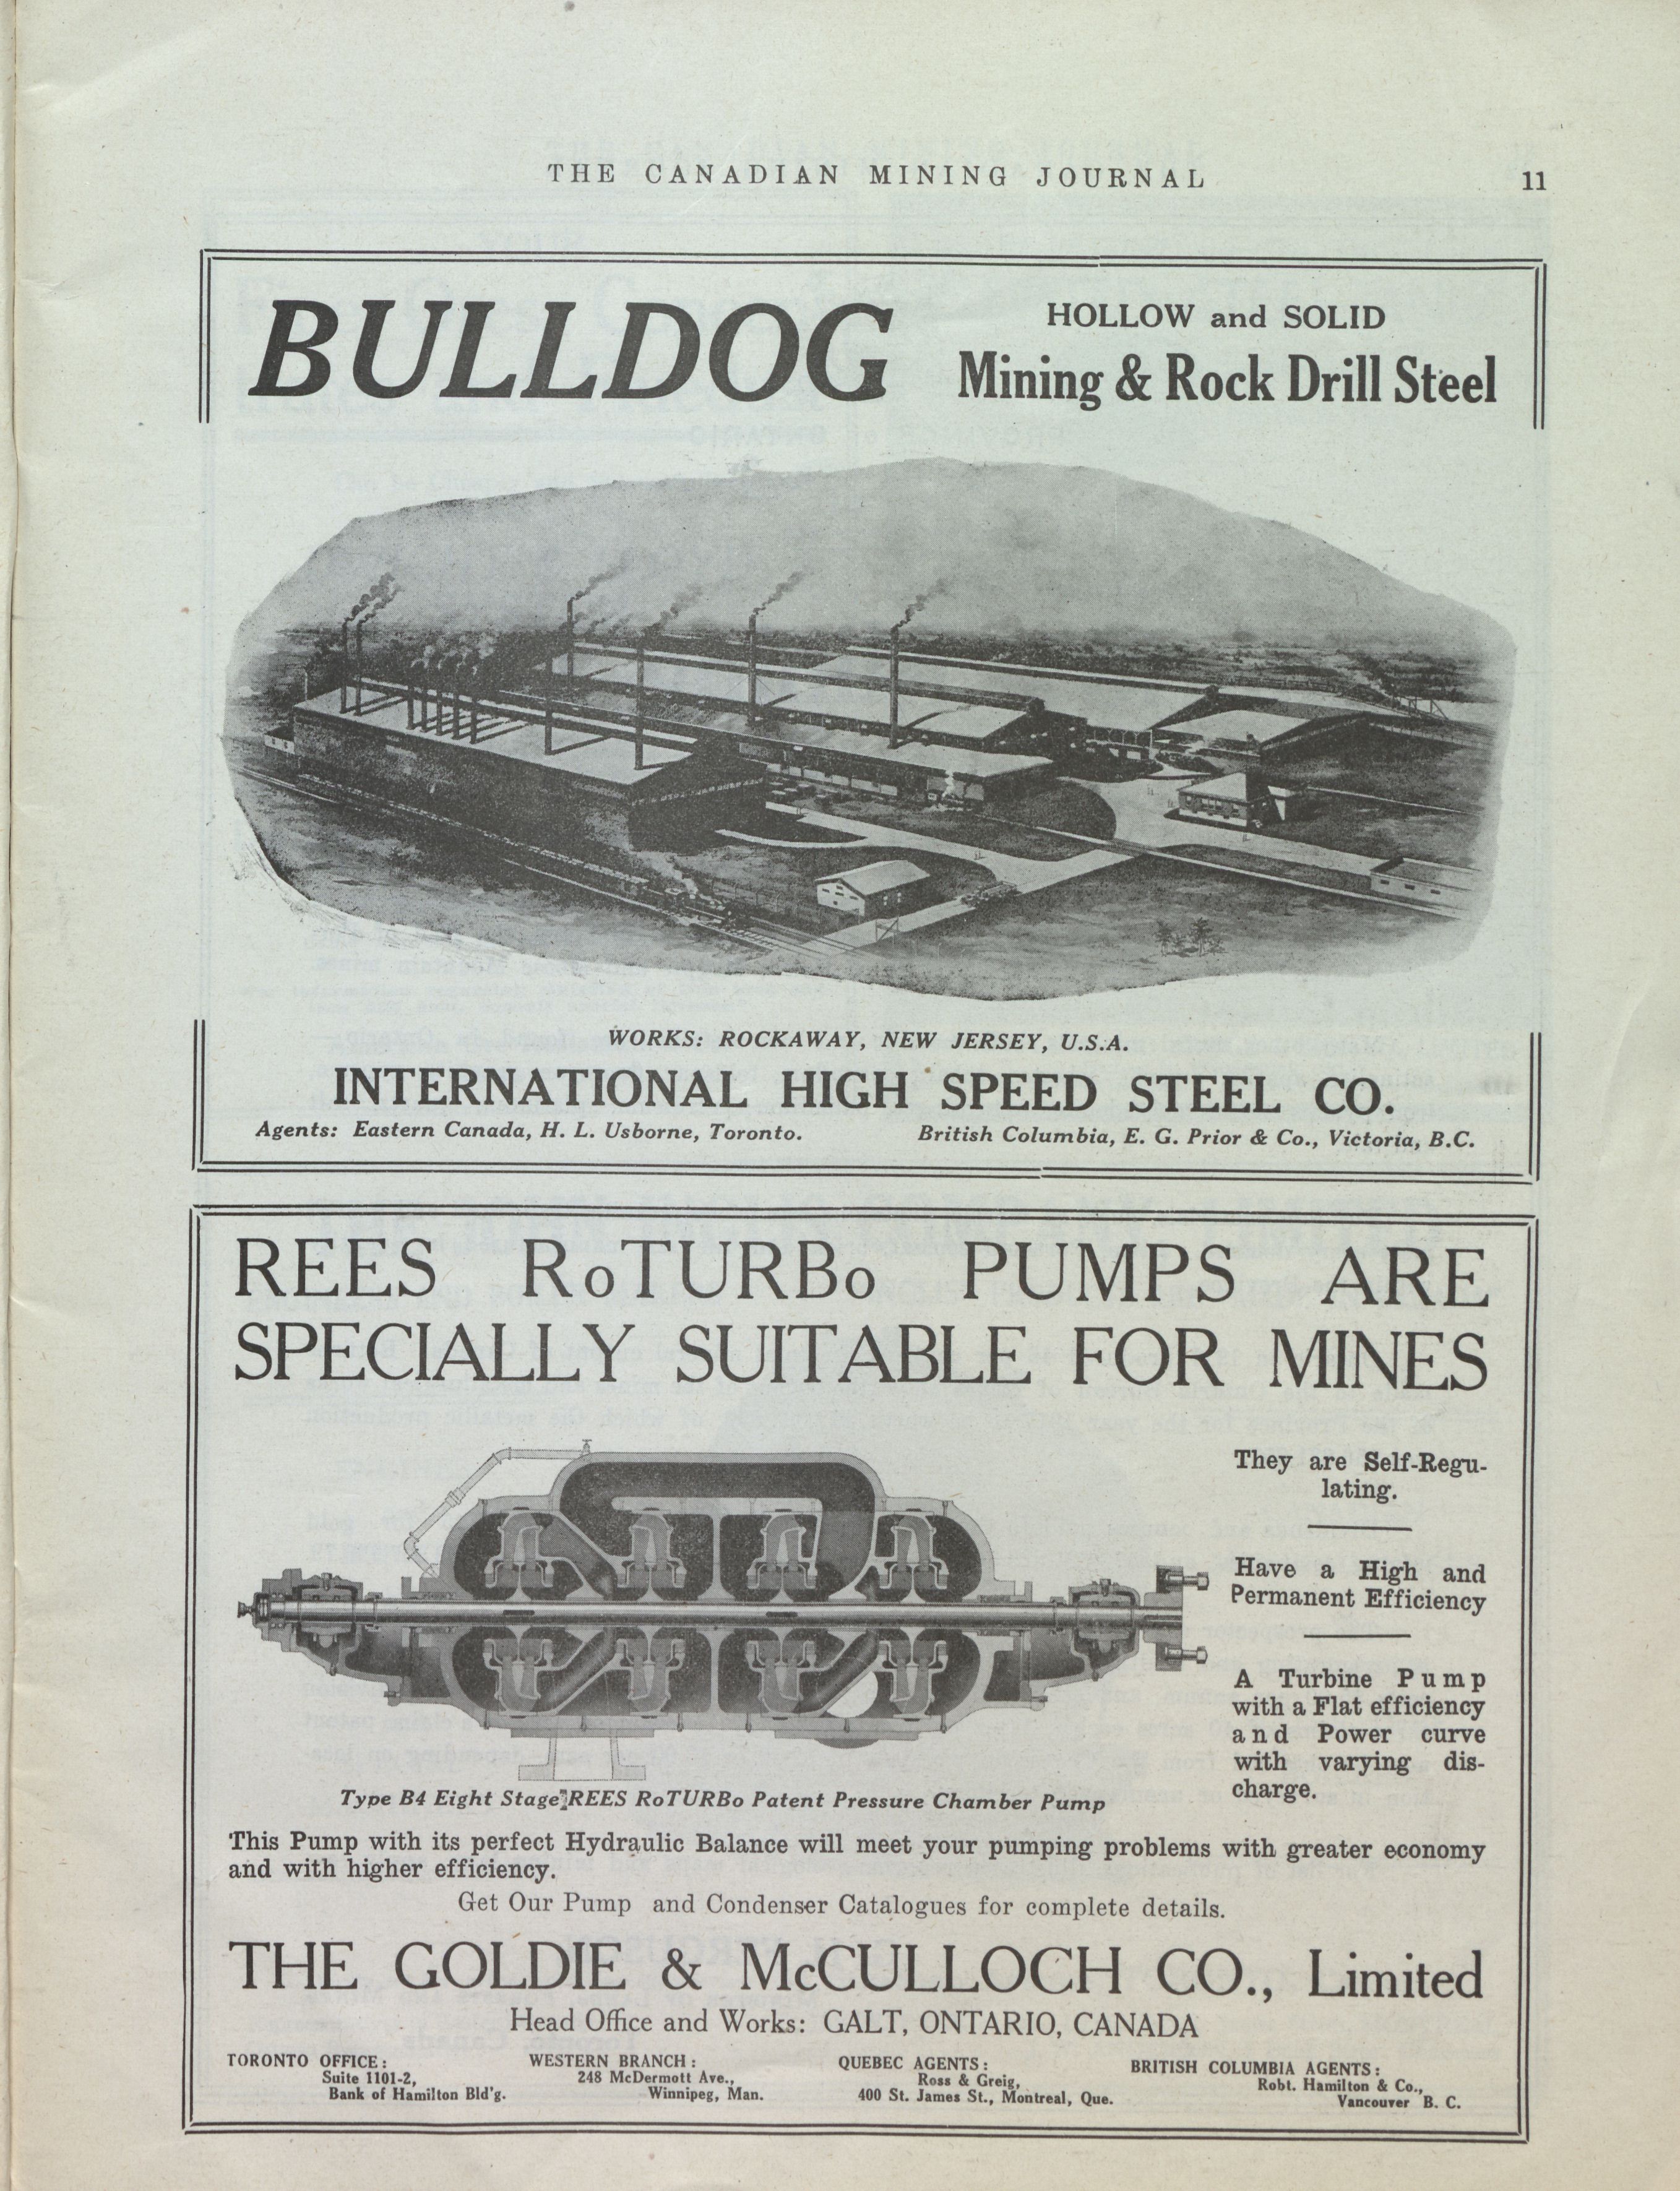 THE CANADIAN MINING JOURNAL 11
BULLDOG
HOLLOW and SOLID
Mining & Rock Drill Steel
WORKS: ROCKAWAY, NEW JERSEY, U.S.A.
INTERNATIONAL HIGH SPEED STEEL CO.
Agents: Eastern Canada, H. L. Usborne, Toronto. British Columbia, E. G. Prior & Co., Victoria, B.C.
REES RoTURBo PUMPS ARE
SPECIALLY SUITABLE FOR MINES
They are Self-Regu-
lating.
Have a High and
Permanent Efficiency
A Turbine Pump
with a Flat efficiency
and Power curve
with varying dis-
charge.
Type B4 Eight Stage REES RoTURBo Patent Pressure Chamber Pump
This Pump with its perfect Hydraulic Balance will meet your pumping problems with greater economy
and with higher efficiency.
Get Our Pump and Condenser Catalogues for complete details.
THE GOLDIE & McCULLOCH CO., Limited
Head Office and Works: GALT, ONTARIO, CANADA
TORONTO OFFICE:
Suite 1101-2,
Bank of Hamilton Bld'g.
WESTERN BRANCH:
248 McDermott Ave.,
Winnipeg, Man.
QUEBEC AGENTS:
Ross & Greig,
400 St. James St., Montreal, Que.
BRITISH COLUMBIA AGENTS:
Robt. Hamilton & Co.,
Vancouver B. C.